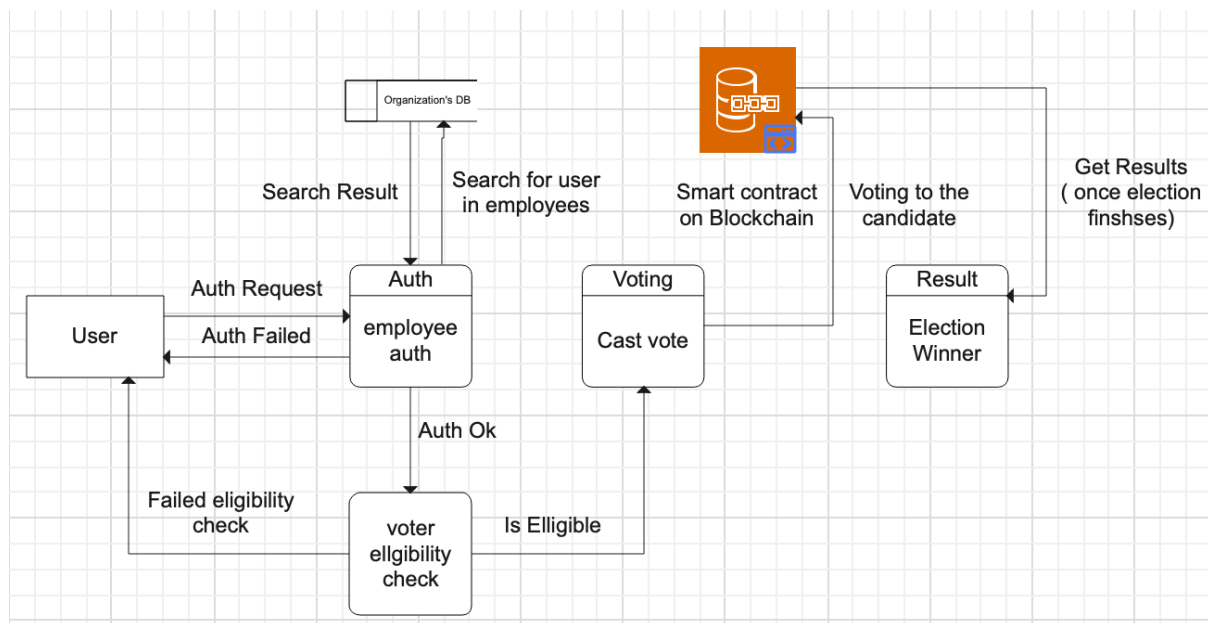 Organization's DB
Search Result
Search for user
in employees
Smart contract
on Blockchain
Voting to the
candidate
Get Results
( once election
finshses)
Auth Request
Auth Failed
User
Auth
employee
auth
Voting
Cast vote
Result
Election
Winner
Auth Ok
Failed eligibility
check
voter
ellgibility
check
Is Elligible